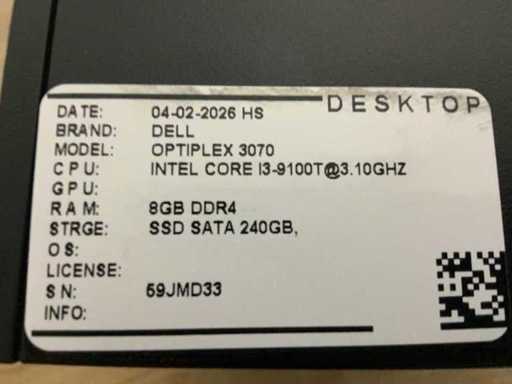 DESKTOP
DATE: 04-02-2026 HS
BRAND: DELL
MODEL: OPTIPLEX 3070
CPU: INTEL CORE I3-9100T@3.10GHZ
GPU:
RAM: 8GB DDR4
STRGE: SSD SATA 240GB,
OS:
LICENSE:
SN: 59JMD33
INFO: